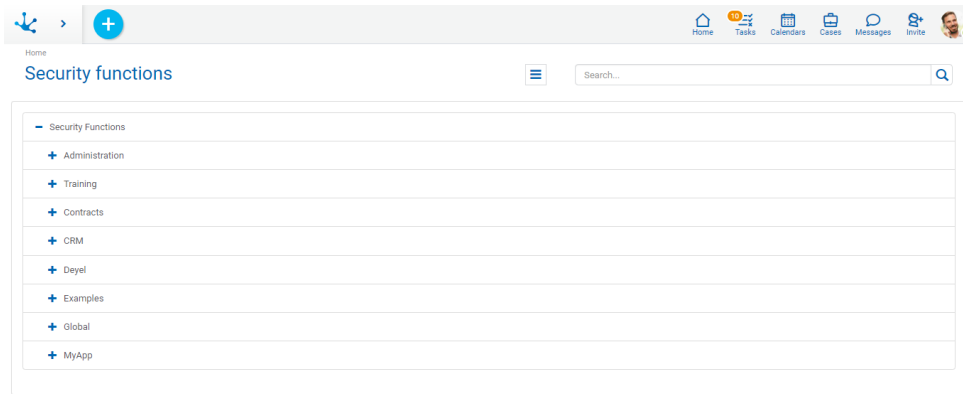 10
Home
Tasks
Calendars
Cases
Messages
Invite
Home
Security functions
Search...
Security Functions
Administration
Training
Contracts
CRM
Deyel
Examples
Global
MyApp